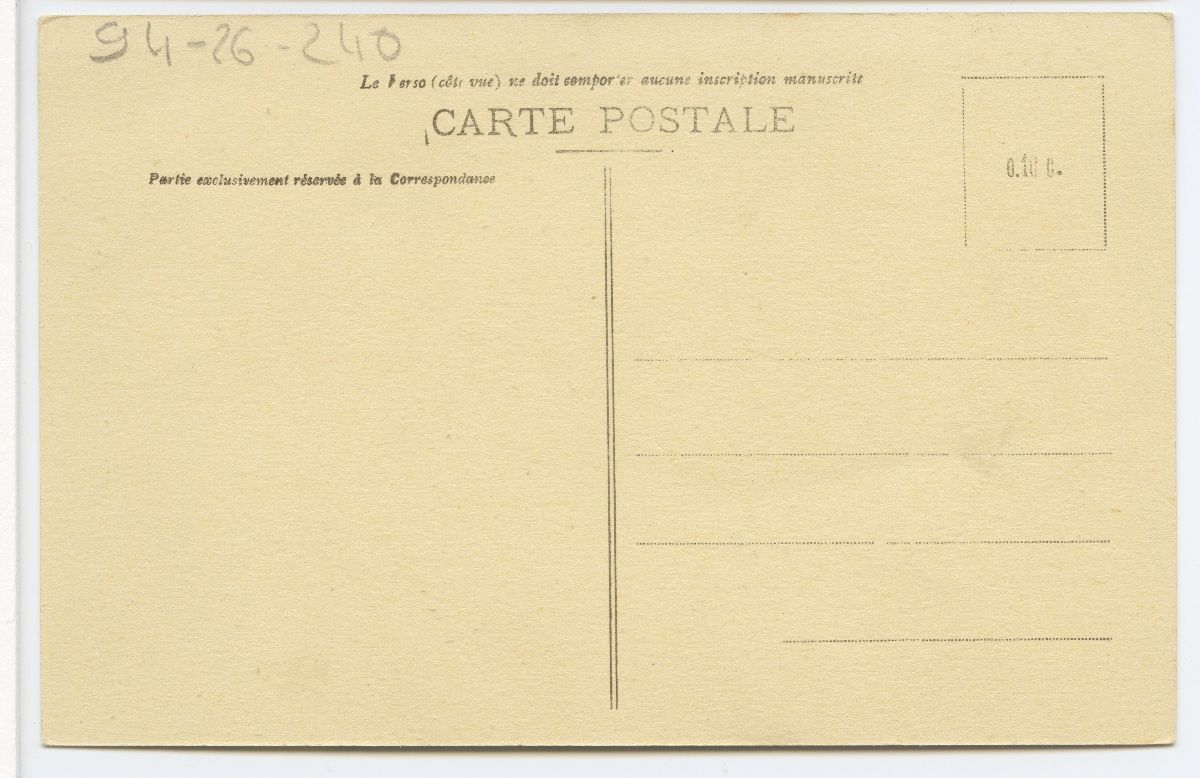 94-26-240
Le Verso (côté vue) ne doit comporter aucune inscription manuscrite
CARTE POSTALE
Partie exclusivement réservée à la Correspondance
0.10 c.